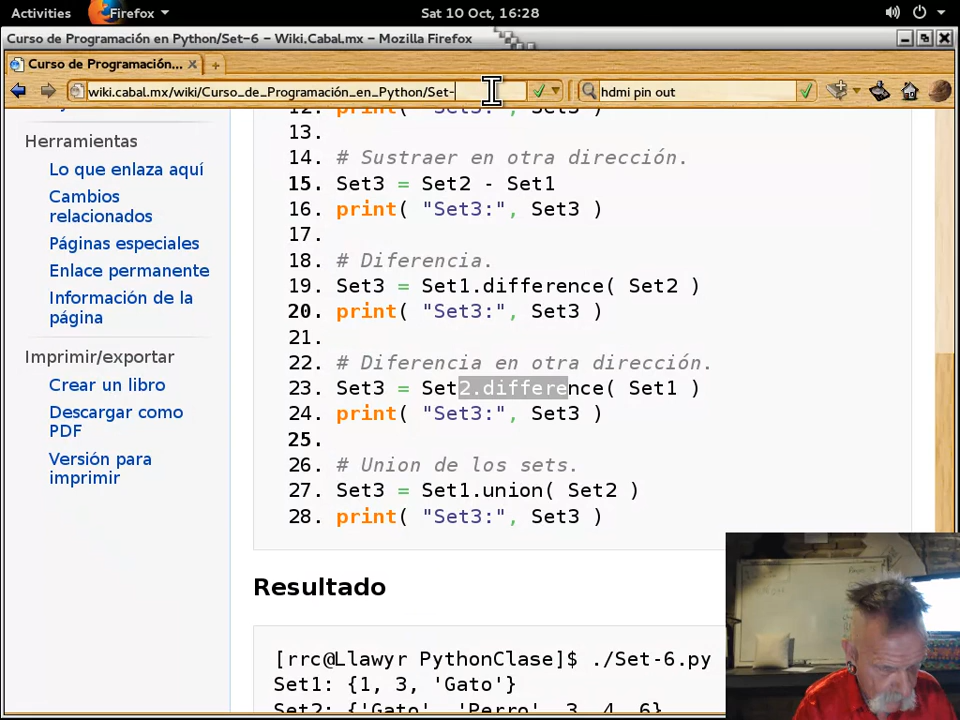 Activities Firefox Sat 10 Oct, 16:28
Curso de Programación en Python/Set-6 – Wiki.Cabal.mx – Mozilla Firefox
Curso de Programación...
wiki.cabal.mx/wiki/Curso_de_Programación_en_Python/Set- hdmi pin out
Herramientas
Lo que enlaza aquí
Cambios
relacionados
Páginas especiales
Enlace permanente
Información de la
página
Imprimir/exportar
Crear un libro
Descargar como
PDF
Versión para
imprimir
12. print( "Set3:", Set3 )
13.
14. # Sustraer en otra dirección.
15. Set3 = Set2 - Set1
16. print( "Set3:", Set3 )
17.
18. # Diferencia.
19. Set3 = Set1.difference( Set2 )
20. print( "Set3:", Set3 )
21.
22. # Diferencia en otra dirección.
23. Set3 = Set2.difference( Set1 )
24. print( "Set3:", Set3 )
25.
26. # Union de los sets.
27. Set3 = Set1.union( Set2 )
28. print( "Set3:", Set3 )
Resultado
[rrc@Llawyr PythonClase]$ ./Set-6.py
Set1: {1, 3, 'Gato'}
Set2: {'Gato', 'Perro', 3, 4, 6}